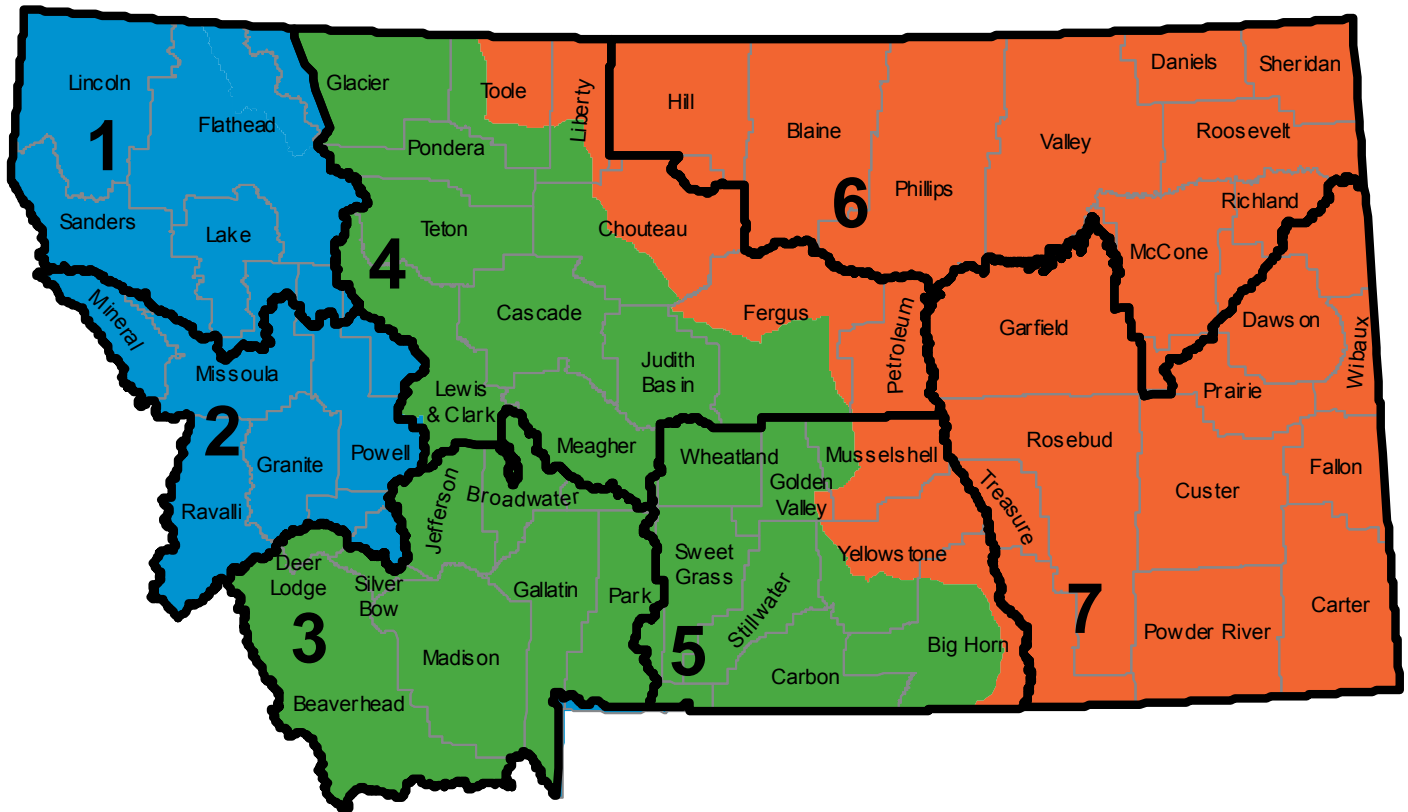 Lincoln
Flathead
1
Sanders
Lake
Glacier
Toole
Liberty
Pondera
Teton
4
Chouteau
Cascade
Fergus
Petroleum
Judith
Basin
Lewis
& Clark
Meagher
Hill
Blaine
Phillips
6
Valley
Daniels
Sheridan
Roosevelt
Richland
McCone
Mineral
Missoula
2
Granite
Powell
Ravalli
Jefferson
Broadwater
Deer
Lodge
Silver
Bow
Gallatin
Park
3
Madison
Beaverhead
Wheatland
Golden
Valley
Musselshell
Sweet
Grass
Stillwater
Yellowstone
5
Carbon
Big Horn
Garfield
Dawson
Wibaux
Prairie
Rosebud
Treasure
Custer
Fallon
7
Powder River
Carter